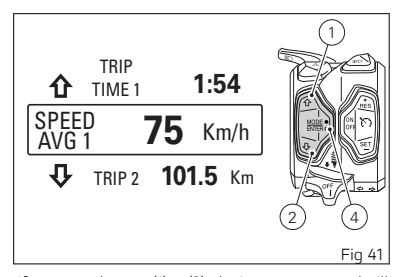 1
TRIP
TIME 1 1:54
SPEED
AVG 1 75 Km/h
TRIP 2 101.5 Km
RES
ON
OFF
SET
MODE
ENTER
OFF
2
4
Fig 41